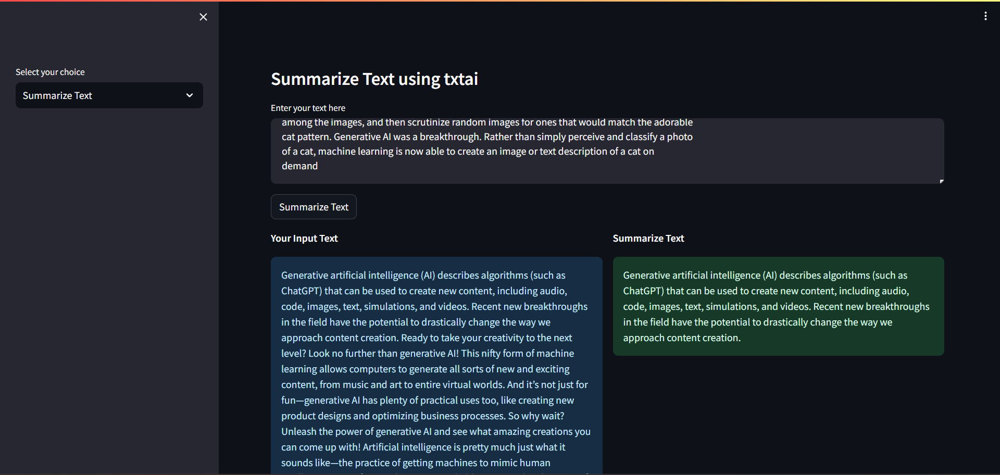 Select your choice
Summarize Text
Summarize Text using txtai
Enter your text here
among the images, and then scrutinize random images for ones that would match the adorable
cat pattern. Generative AI was a breakthrough. Rather than simply perceive and classify a photo
of a cat, machine learning is now able to create an image or text description of a cat on
demand
Summarize Text
Your Input Text
Generative artificial intelligence (AI) describes algorithms (such as
ChatGPT) that can be used to create new content, including audio,
code, images, text, simulations, and videos. Recent new breakthroughs
in the field have the potential to drastically change the way we
approach content creation. Ready to take your creativity to the next
level? Look no further than generative AI! This nifty form of machine
learning allows computers to generate all sorts of new and exciting
content, from music and art to entire virtual worlds. And it’s not just for
fun—generative AI has plenty of practical uses too, like creating new
product designs and optimizing business processes. So why wait?
Unleash the power of generative AI and see what amazing creations you
can come up with! Artificial intelligence is pretty much just what it
sounds like—the practice of getting machines to mimic human
Summarize Text
Generative artificial intelligence (AI) describes algorithms (such as
ChatGPT) that can be used to create new content, including audio,
code, images, text, simulations, and videos. Recent new breakthroughs
in the field have the potential to drastically change the way we
approach content creation.